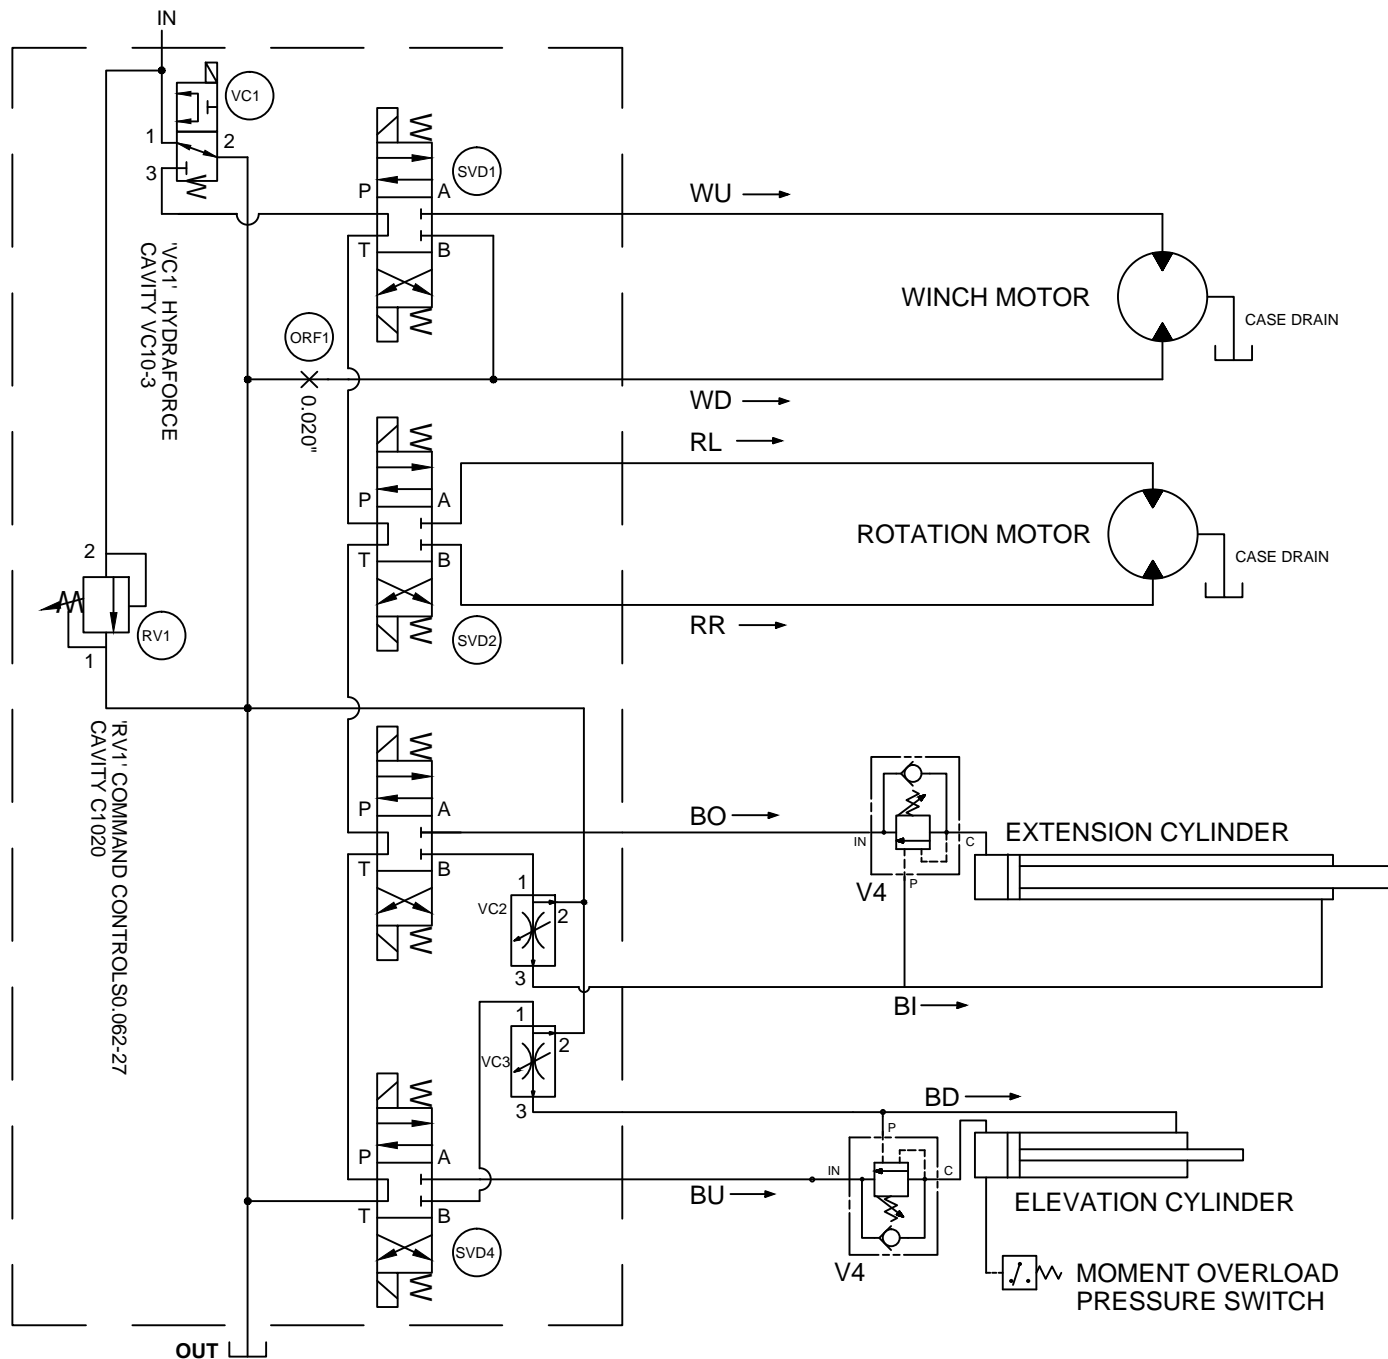 IN
VC1
1
2
3
SVD1
P
A
T
B
WU
'VC1' HYDRAFORCE
CAVITY VC10-3
WINCH MOTOR
CASE DRAIN
ORF1
0.020"
WD
RL
P
A
T
B
ROTATION MOTOR
CASE DRAIN
2
RV1
1
SVD2
RR
'RV1' COMMAND CONTROLS0.062-27
CAVITY C1020
P
A
T
B
BO
IN
C
P
V4
EXTENSION CYLINDER
1
VC2
2
3
BI
1
2
VC3
3
BD
P
P
A
IN
C
T
B
BU
ELEVATION CYLINDER
SVD4
V4
MOMENT OVERLOAD
PRESSURE SWITCH
OUT